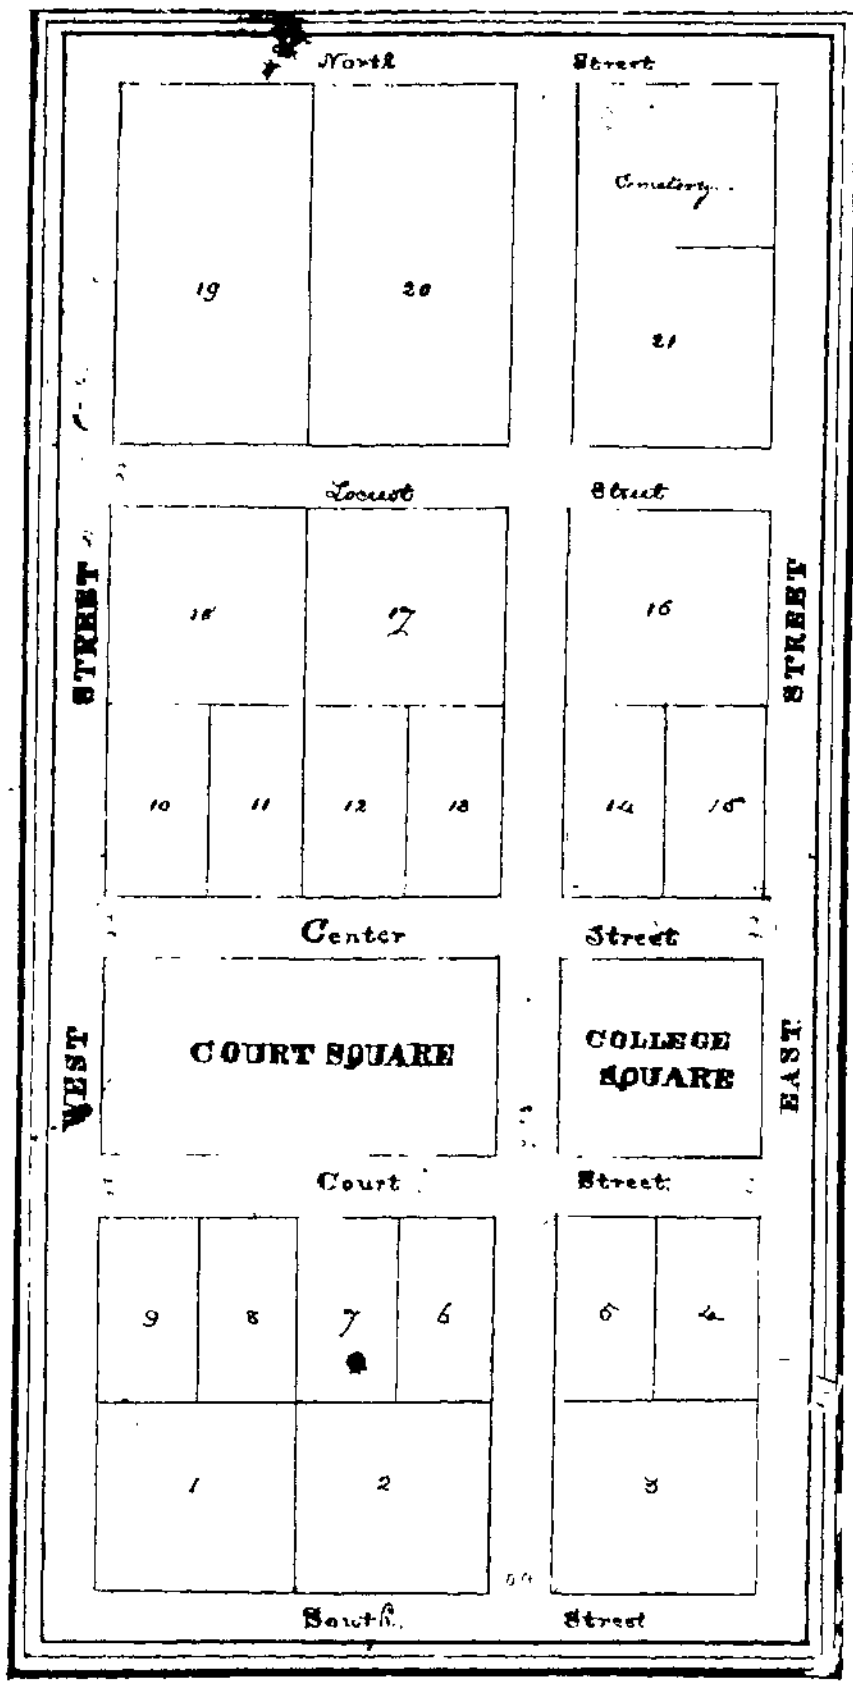 North Street
Cemetery
19 20
21
Locust Street
STREET
STREET
18 17 16
10 11 12 13 14 15
Center Street
COURT SQUARE
COLLEGE
SQUARE
WEST
EAST
Court Street
9 8 7 6 5 4
1 2 3
South Street